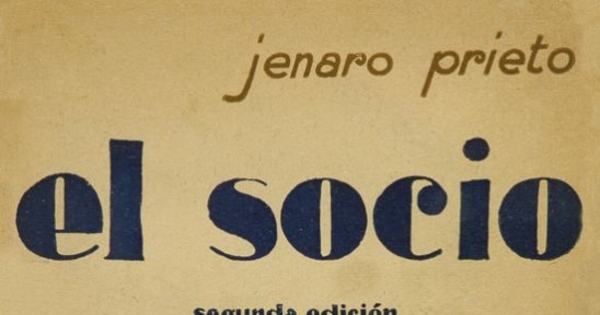 jenaro prieto
el socio
segunda edición